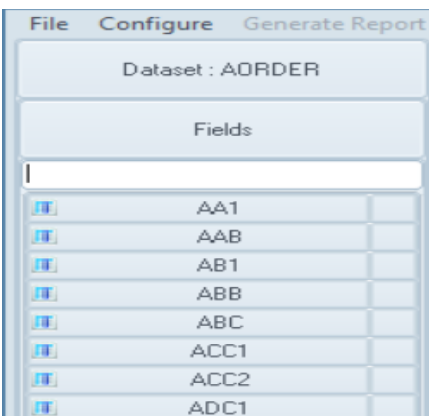 File Configure Generate Report
Dataset : AORDER
Fields
AA1
AAB
AB1
ABB
ABC
ACC1
ACC2
ADC1